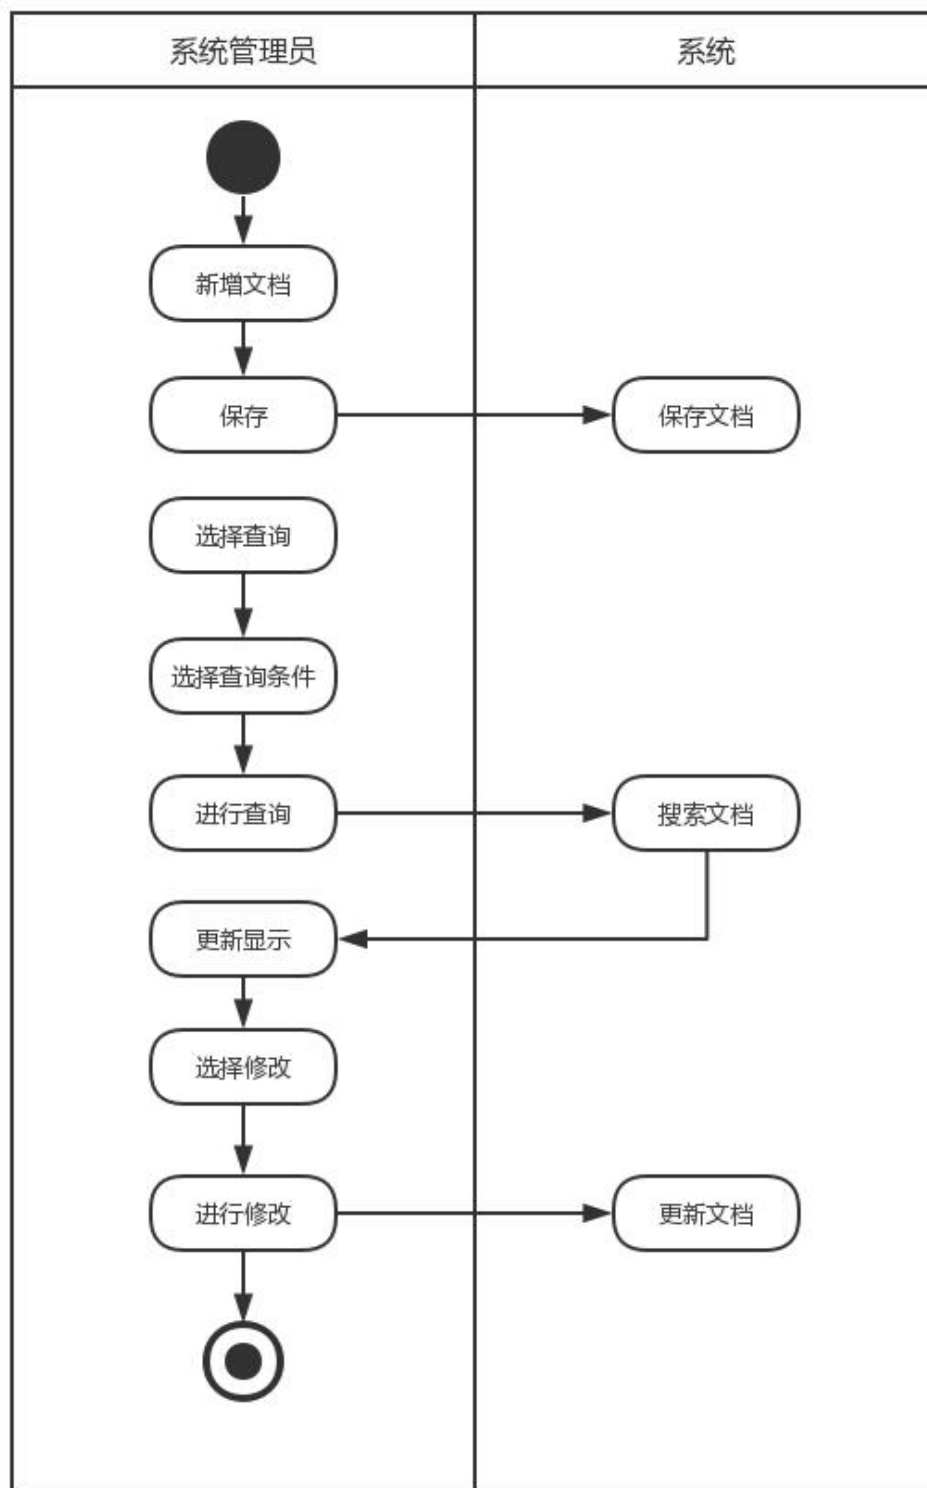 系统管理员
系统
新增文档
保存
保存文档
选择查询
选择查询条件
进行查询
搜索文档
更新显示
选择修改
进行修改
更新文档